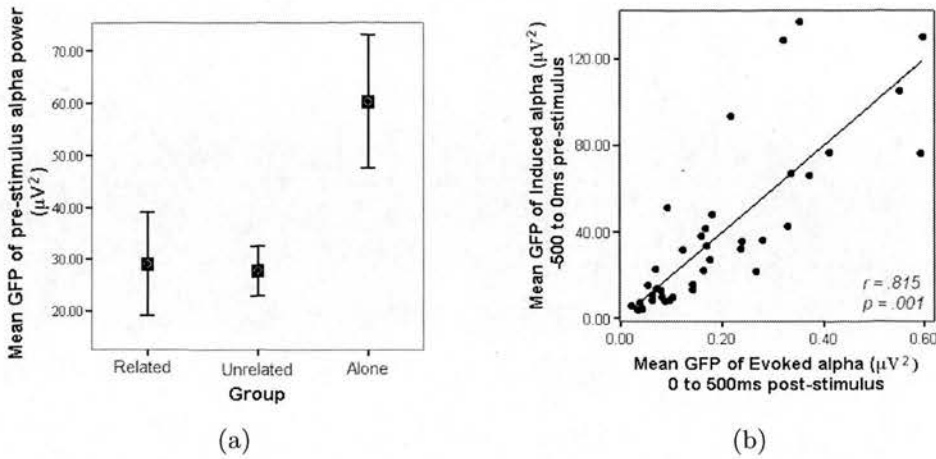 Mean GFP of pre-stimulus alpha power
(μV²)
70.00
60.00
50.00
40.00
30.00
20.00
Related
Unrelated
Alone
Group
(a)
Mean GFP of Induced alpha (μV²)
-500 to 0ms pre-stimulus
120.00
80.00
40.00
0.00
r = .815
p = .001
0.00
0.20
0.40
0.60
Mean GFP of Evoked alpha (μV²)
0 to 500ms post-stimulus
(b)